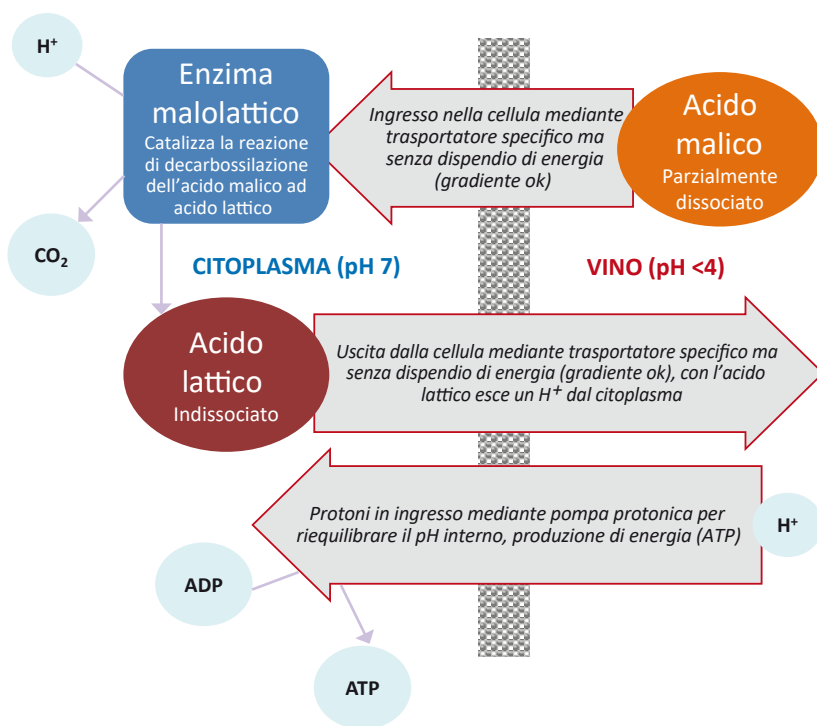 H+
Enzima
malolattico
Catalizza la reazione
di decarbossilazione
dell'acido malico ad
acido lattico
Ingresso nella cellula mediante
trasportatore specifico ma
senza dispendio di energia
(gradiente ok)
Acido
malico
Parzialmente
dissociato
CO₂
CITOPLASMA (pH 7)
VINO (pH <4)
Acido
lattico
Indissociato
Uscita dalla cellula mediante trasportatore specifico ma
senza dispendio di energia (gradiente ok), con l'acido
lattico esce un H+ dal citoplasma
Protoni in ingresso mediante pompa protonica per
riequilibrare il pH interno, produzione di energia (ATP)
H+
ADP
ATP